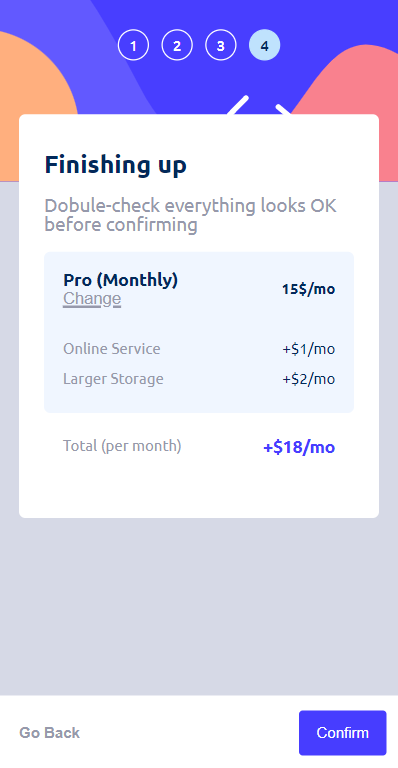 1 2 3 4
Finishing up
Dobule-check everything looks OK
before confirming
Pro (Monthly)
Change
15$/mo
Online Service +$1/mo
Larger Storage +$2/mo
Total (per month) +$18/mo
Go Back Confirm